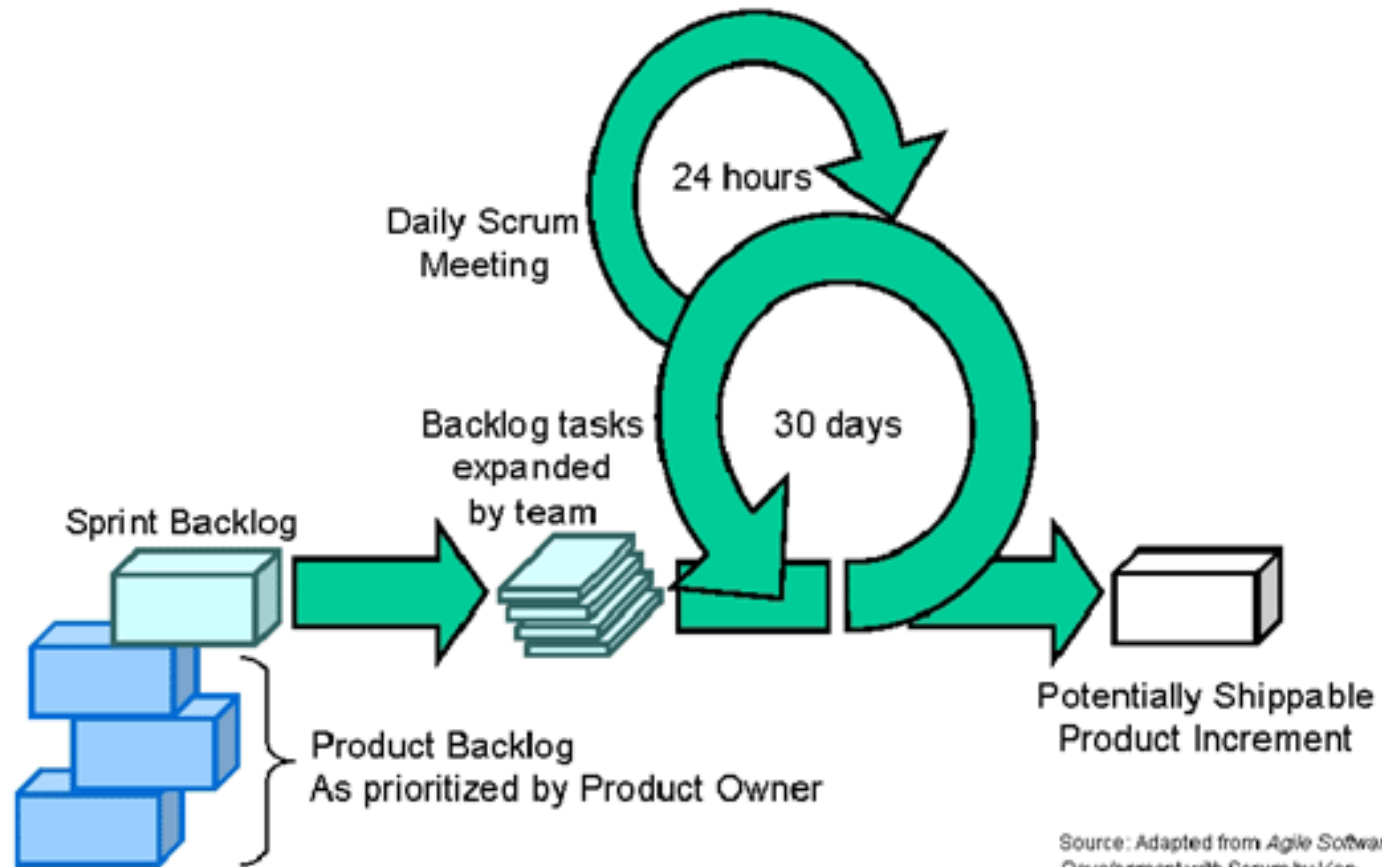 24 hours
Daily Scrum
Meeting
Backlog tasks
expanded
by team
30 days
Sprint Backlog
Potentially Shippable
Product Increment
Product Backlog
As prioritized by Product Owner
Source: Adapted from Agile Softwar